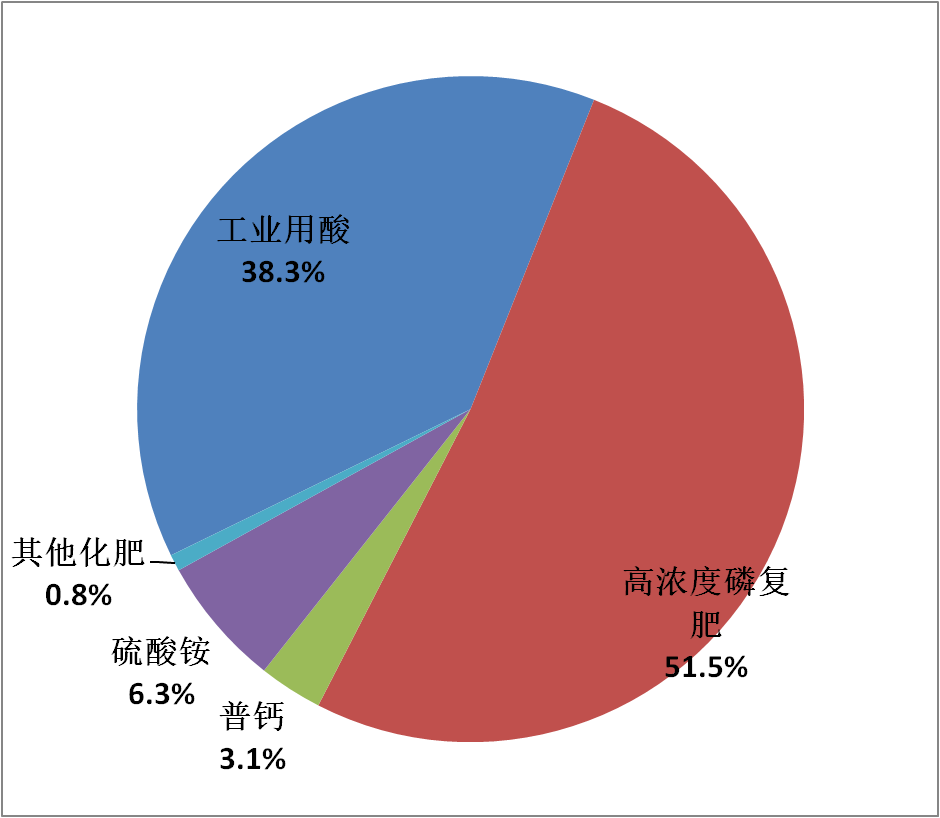 工业用酸
38.3%
其他化肥
0.8%
硫酸铵
6.3%
普钙
3.1%
高浓度磷复
肥
51.5%